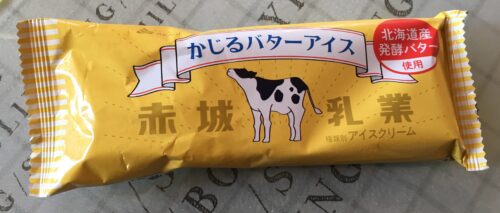 かじるバターアイス
北海道産
発酵バター
使用
赤城 乳業
種類別 アイスクリーム